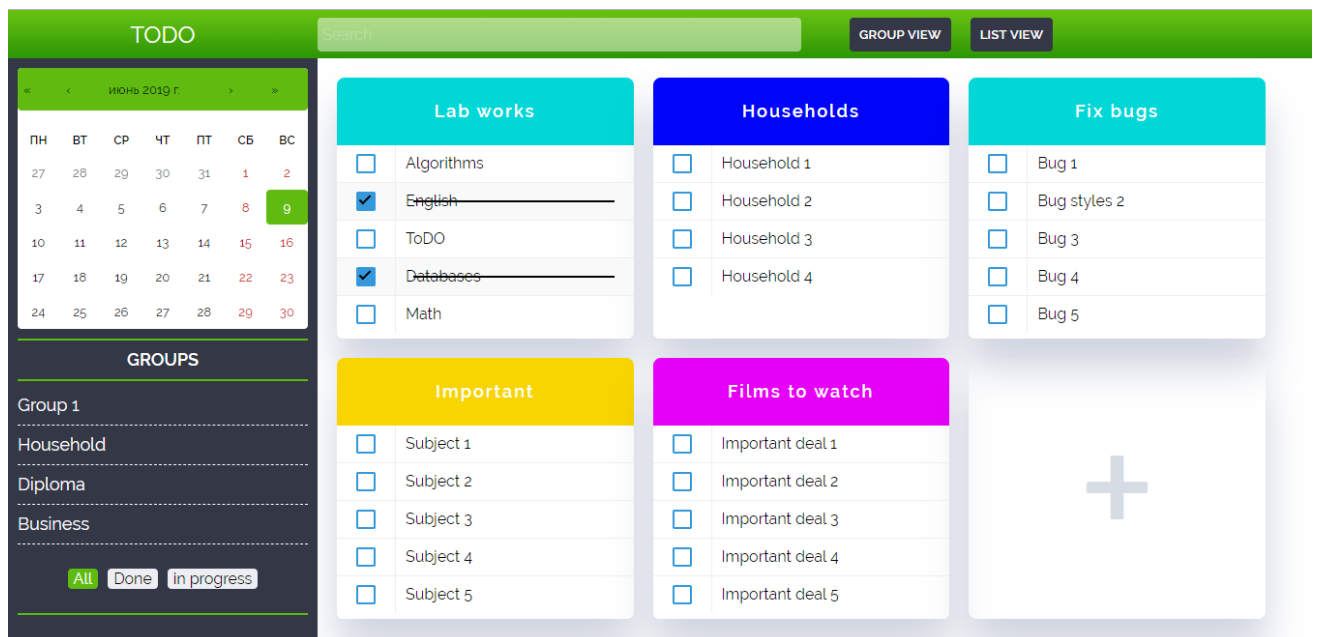 TODO
Search
GROUP VIEW
LIST VIEW
« ‹ июнь 2019 г. › »
ПН ВТ СР ЧТ ПТ СБ ВС
27 28 29 30 31 1 2
3 4 5 6 7 8 9
10 11 12 13 14 15 16
17 18 19 20 21 22 23
24 25 26 27 28 29 30
GROUPS
Group 1
Household
Diploma
Business
All Done in progress
Lab works
Algorithms
English
ToDO
Databases
Math
Households
Household 1
Household 2
Household 3
Household 4
Fix bugs
Bug 1
Bug styles 2
Bug 3
Bug 4
Bug 5
Important
Subject 1
Subject 2
Subject 3
Subject 4
Subject 5
Films to watch
Important deal 1
Important deal 2
Important deal 3
Important deal 4
Important deal 5